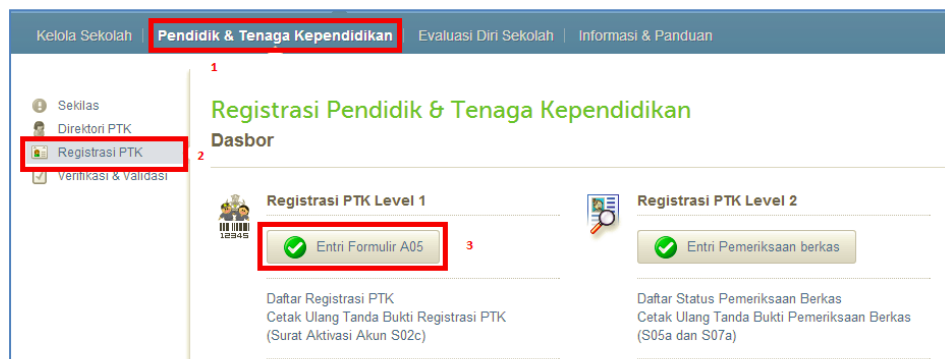 Kelola Sekolah | Pendidik & Tenaga Kependidikan Evaluasi Diri Sekolah | Informasi & Panduan
1
Sekilas
Direktori PTK
Registrasi PTK
2
Verifikasi & Validasi
Registrasi Pendidik & Tenaga Kependidikan
Dasbor
12345
Registrasi PTK Level 1
Entri Formulir A05
3
Daftar Registrasi PTK
Cetak Ulang Tanda Bukti Registrasi PTK
(Surat Aktivasi Akun S02c)
Registrasi PTK Level 2
Entri Pemeriksaan berkas
Daftar Status Pemeriksaan Berkas
Cetak Ulang Tanda Bukti Pemeriksaan Berkas
(S05a dan S07a)